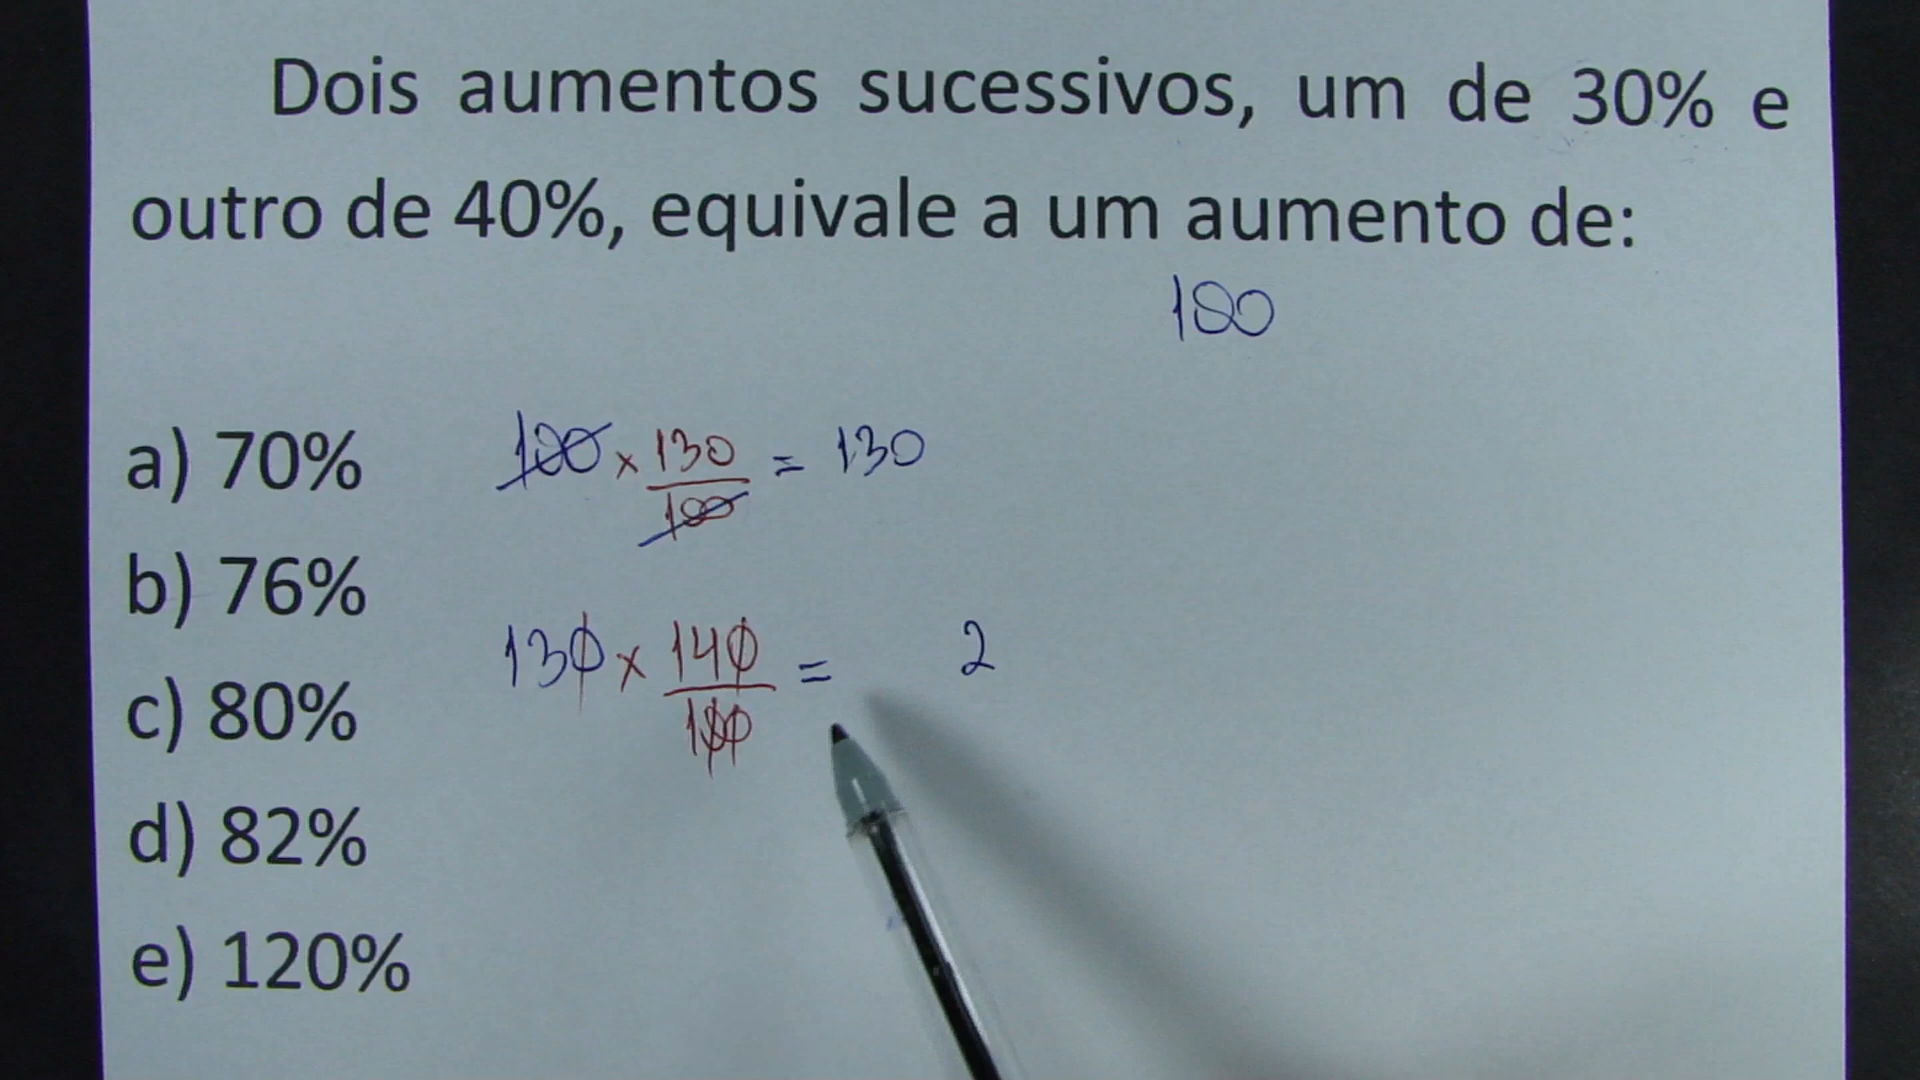 Dois aumentos sucessivos, um de 30% e
outro de 40%, equivale a um aumento de:
100
a) 70%
100 x 130 = 130
100
b) 76%
130 x 140 = 2
100
c) 80%
d) 82%
e) 120%